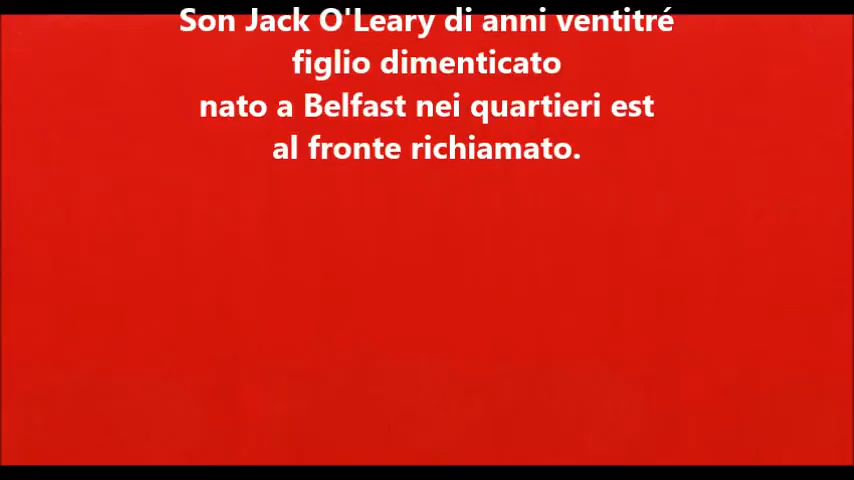 Son Jack O'Leary di anni ventitré
figlio dimenticato
nato a Belfast nei quartieri est
al fronte richiamato.